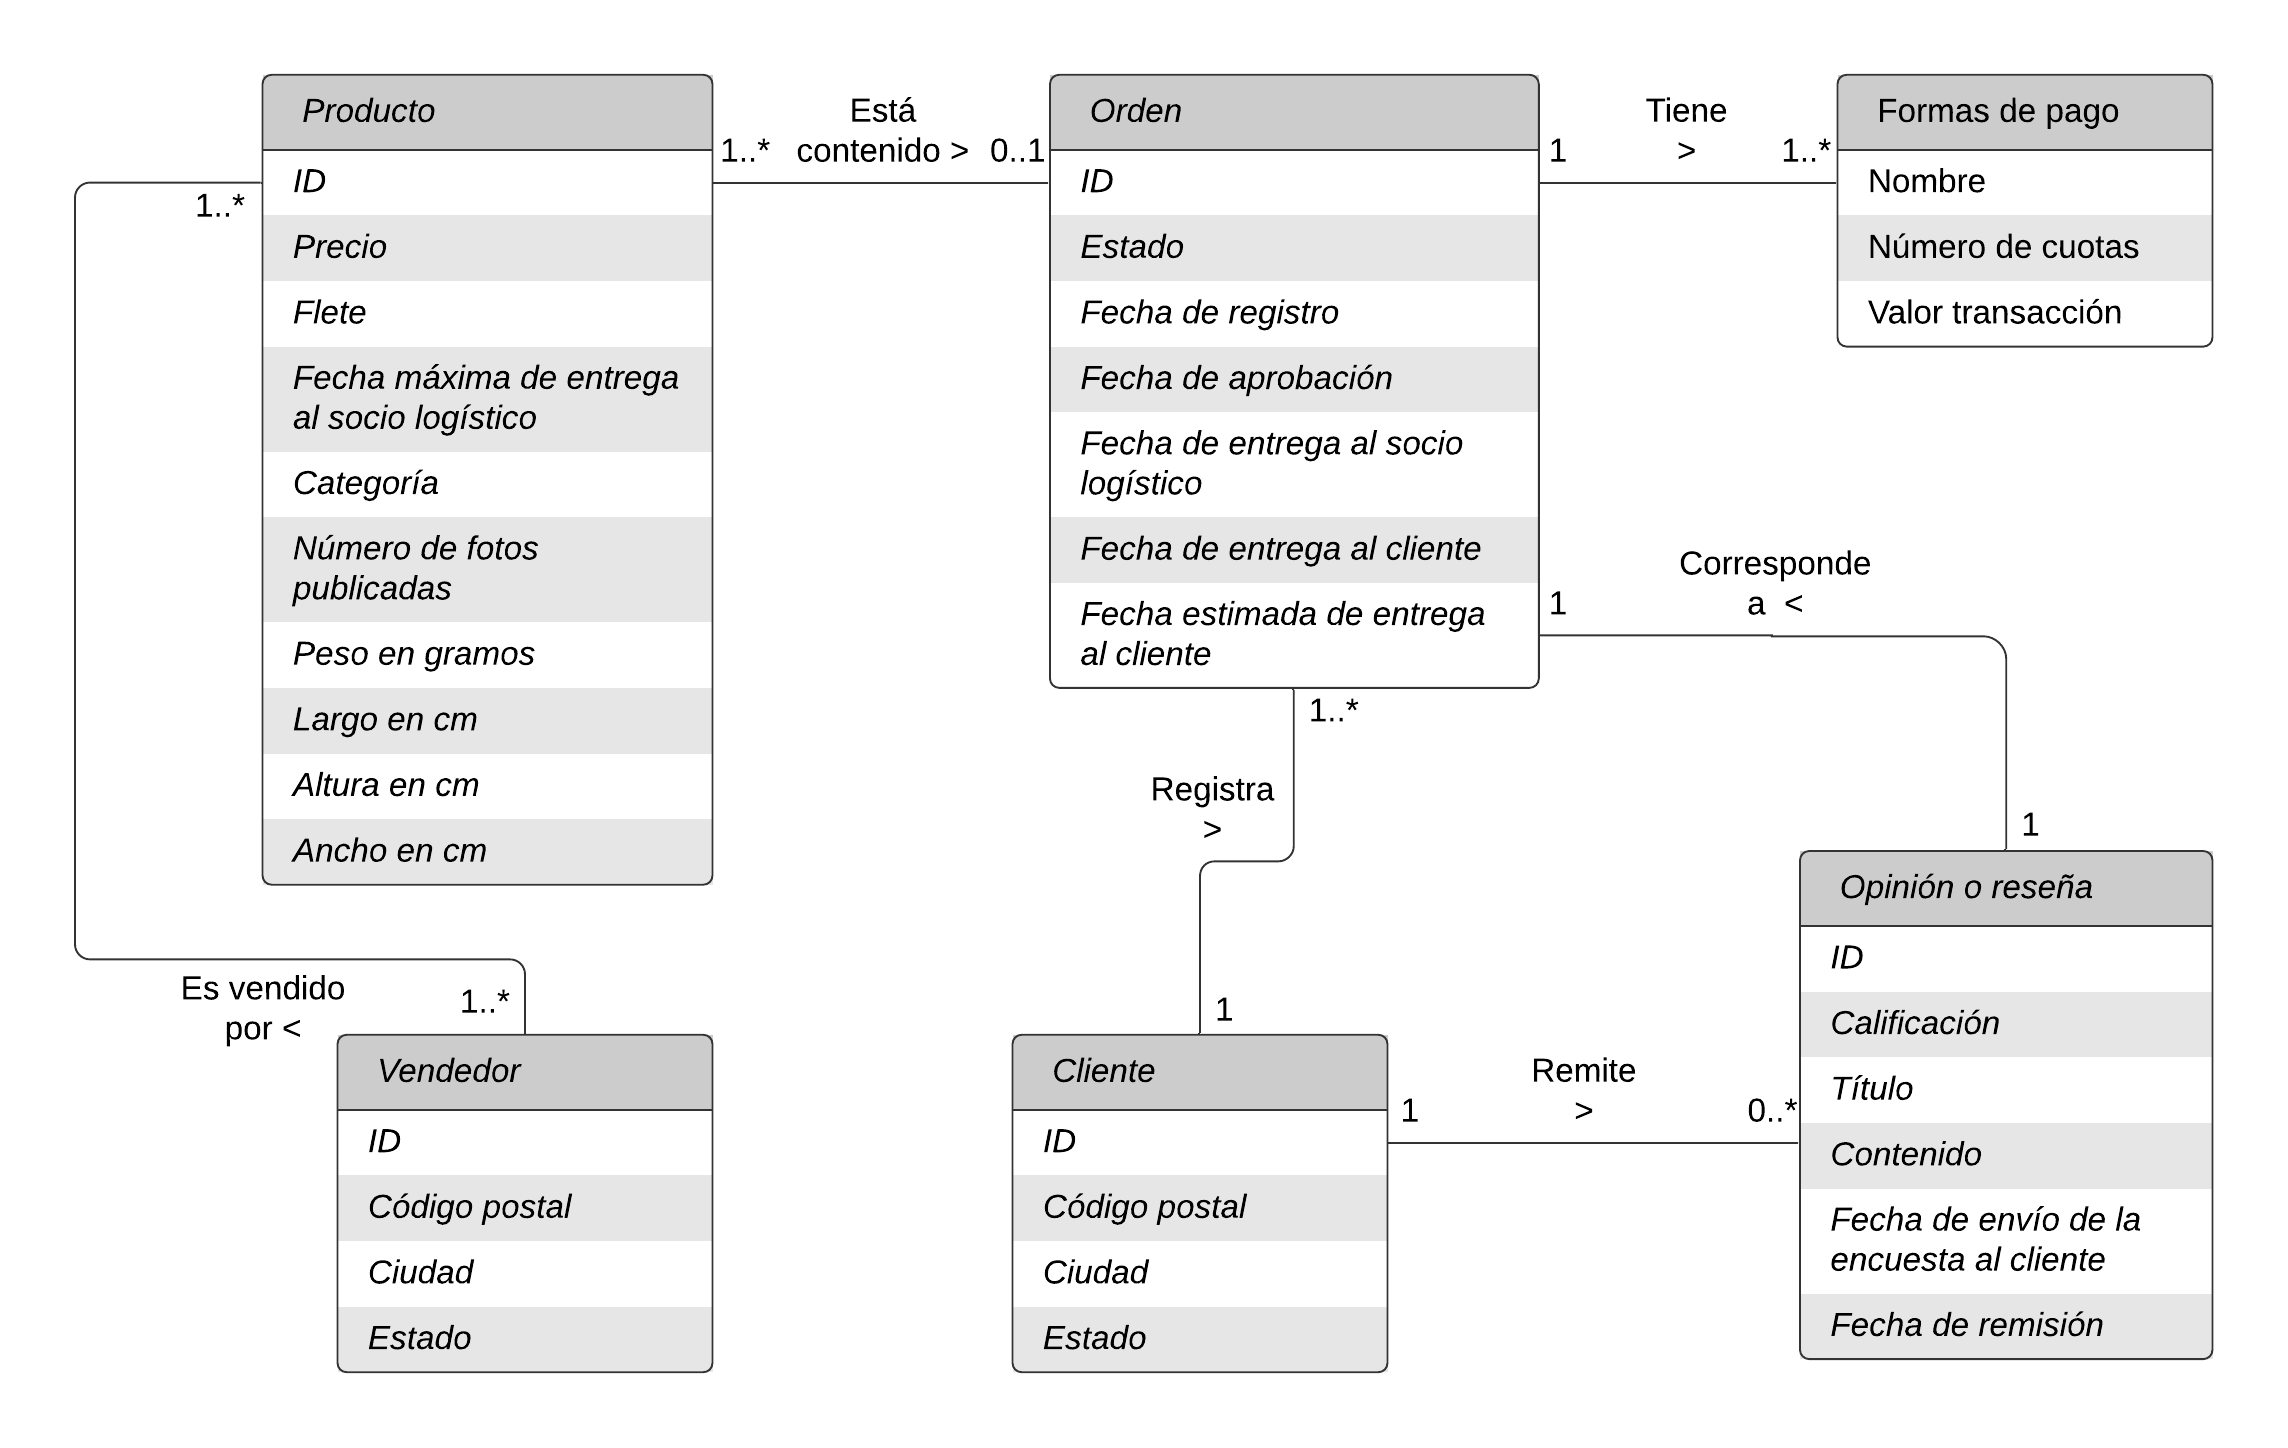 Producto
ID
Precio
Flete
Fecha máxima de entrega
al socio logístico
Categoría
Número de fotos
publicadas
Peso en gramos
Largo en cm
Altura en cm
Ancho en cm
1..*
Está
contenido >
0..1
Orden
ID
Estado
Fecha de registro
Fecha de aprobación
Fecha de entrega al socio
logístico
Fecha de entrega al cliente
Fecha estimada de entrega
al cliente
1
Tiene
>
1..*
Formas de pago
Nombre
Número de cuotas
Valor transacción
1..*
Es vendido
por <
1..*
Vendedor
ID
Código postal
Ciudad
Estado
1..*
Registra
>
1
Cliente
ID
Código postal
Ciudad
Estado
1
Corresponde
a <
1
1
Remite
>
0..*
Opinión o reseña
ID
Calificación
Título
Contenido
Fecha de envío de la
encuesta al cliente
Fecha de remisión